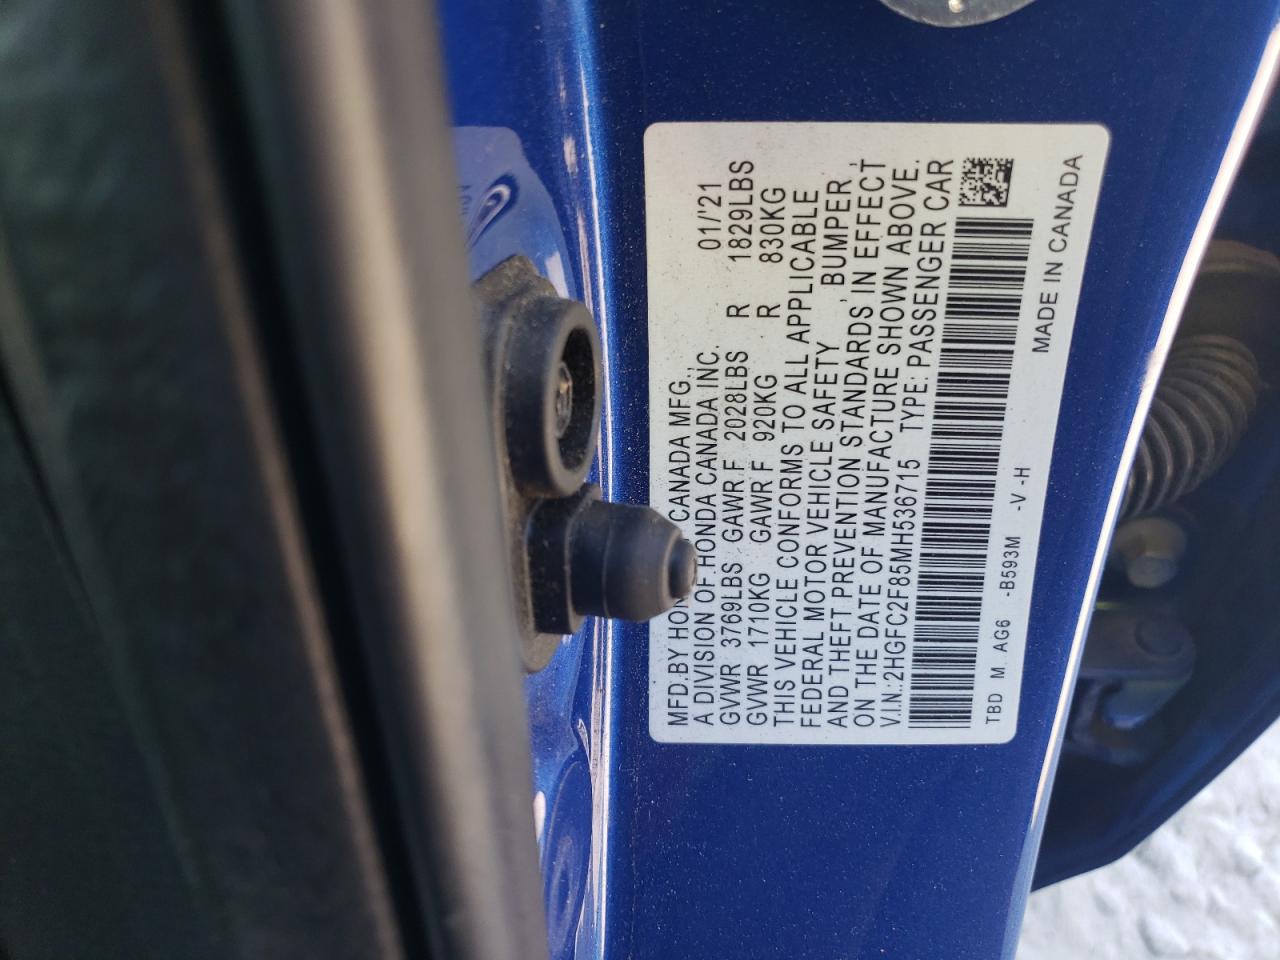 MFD.BY HON CANADA MFG., 01/'21
A DIVISION OF HONDA CANADA INC.
GVWR 3769LBS GAWR F 2028LBS R 1829LBS
GVWR 1710KG GAWR F 920KG R 830KG
THIS VEHICLE CONFORMS TO ALL APPLICABLE
FEDERAL MOTOR VEHICLE SAFETY, BUMPER,
AND THEFT PREVENTION STANDARDS IN EFFECT
ON THE DATE OF MANUFACTURE SHOWN ABOVE.
V.I.N.:2HGFC2F85MH536715 TYPE: PASSENGER CAR
TBD M. AG6 -B593M -V -H
MADE IN CANADA